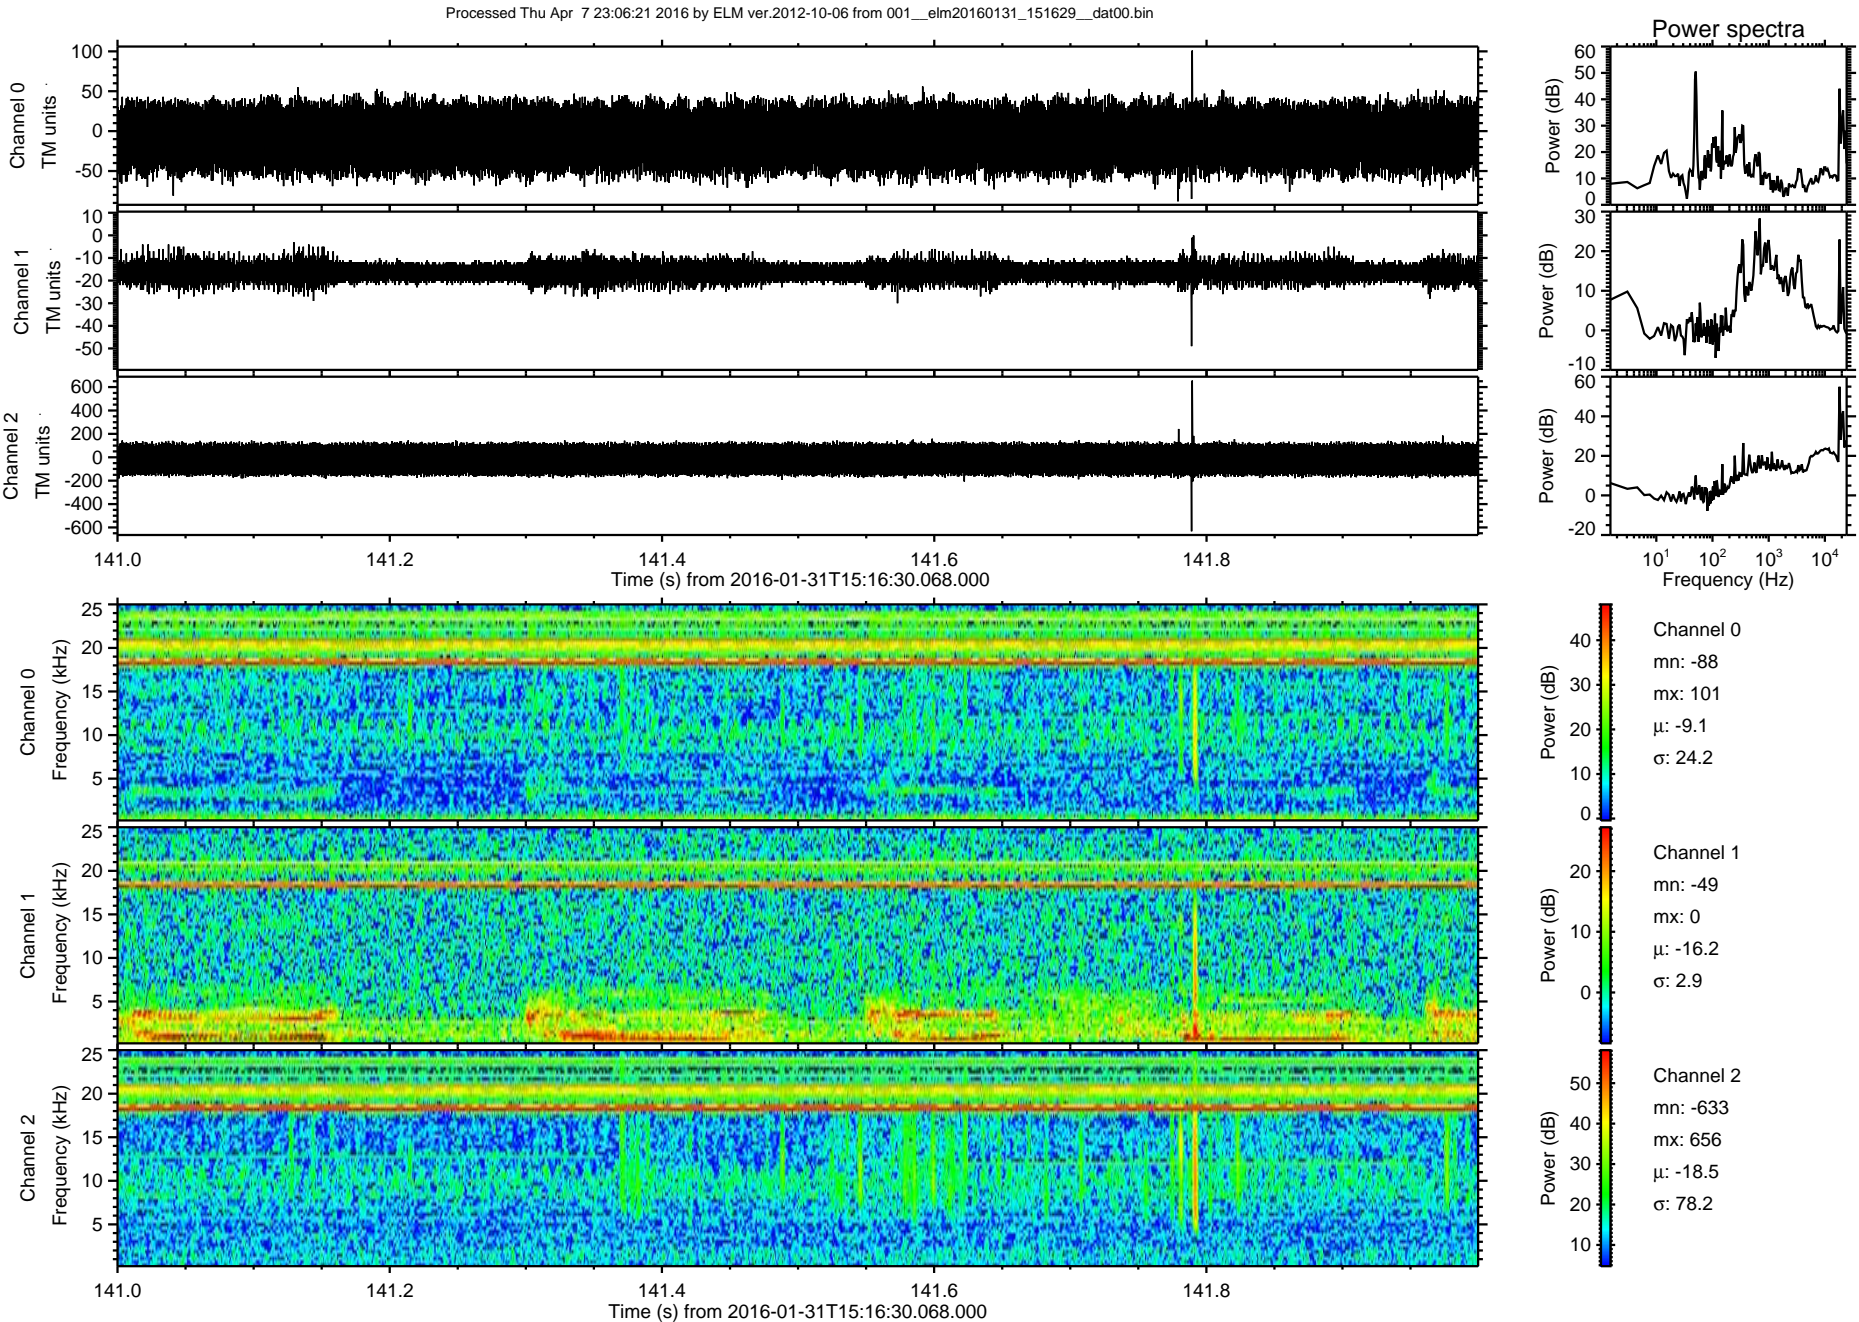 Processed Thu Apr 7 23:06:21 2016 by ELM ver.2012-10-06 from 001__elm20160131_151629__dat00.bin
Power spectra
Channel 0
TM units
100
50
0
-50
Power (dB)
60
50
40
30
20
10
0
Channel 1
TM units
10
0
-10
-20
-30
-40
-50
Power (dB)
30
20
10
0
-10
Channel 2
TM units
600
400
200
0
-200
-400
-600
Power (dB)
60
40
20
0
-20
141.0
141.2
141.4
141.6
141.8
Time (s) from 2016-01-31T15:16:30.068.000
10^1
10^2
10^3
10^4
Frequency (Hz)
Channel 0
Frequency (kHz)
25
20
15
10
5
Power (dB)
40
30
20
10
0
Channel 0
mn: -88
mx: 101
μ: -9.1
σ: 24.2
Channel 1
Frequency (kHz)
25
20
15
10
5
Power (dB)
20
10
0
Channel 1
mn: -49
mx: 0
μ: -16.2
σ: 2.9
Channel 2
Frequency (kHz)
25
20
15
10
5
Power (dB)
50
40
30
20
10
Channel 2
mn: -633
mx: 656
μ: -18.5
σ: 78.2
141.0
141.2
141.4
141.6
141.8
Time (s) from 2016-01-31T15:16:30.068.000